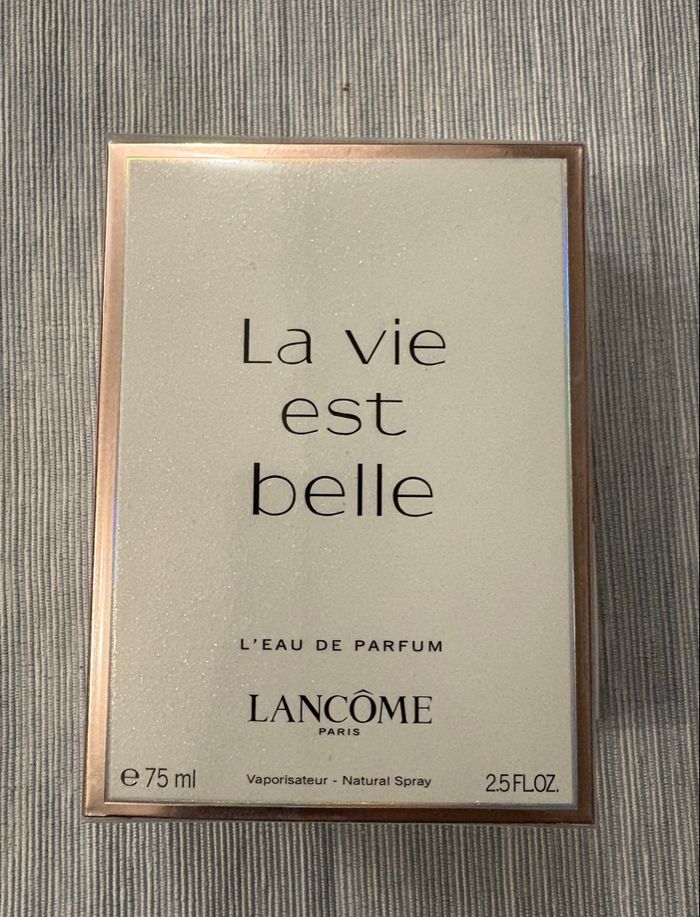 La vie
est
belle
L'EAU DE PARFUM
LANCÔME
PARIS
℮ 75 ml Vaporisateur - Natural Spray 2.5 FL.OZ.